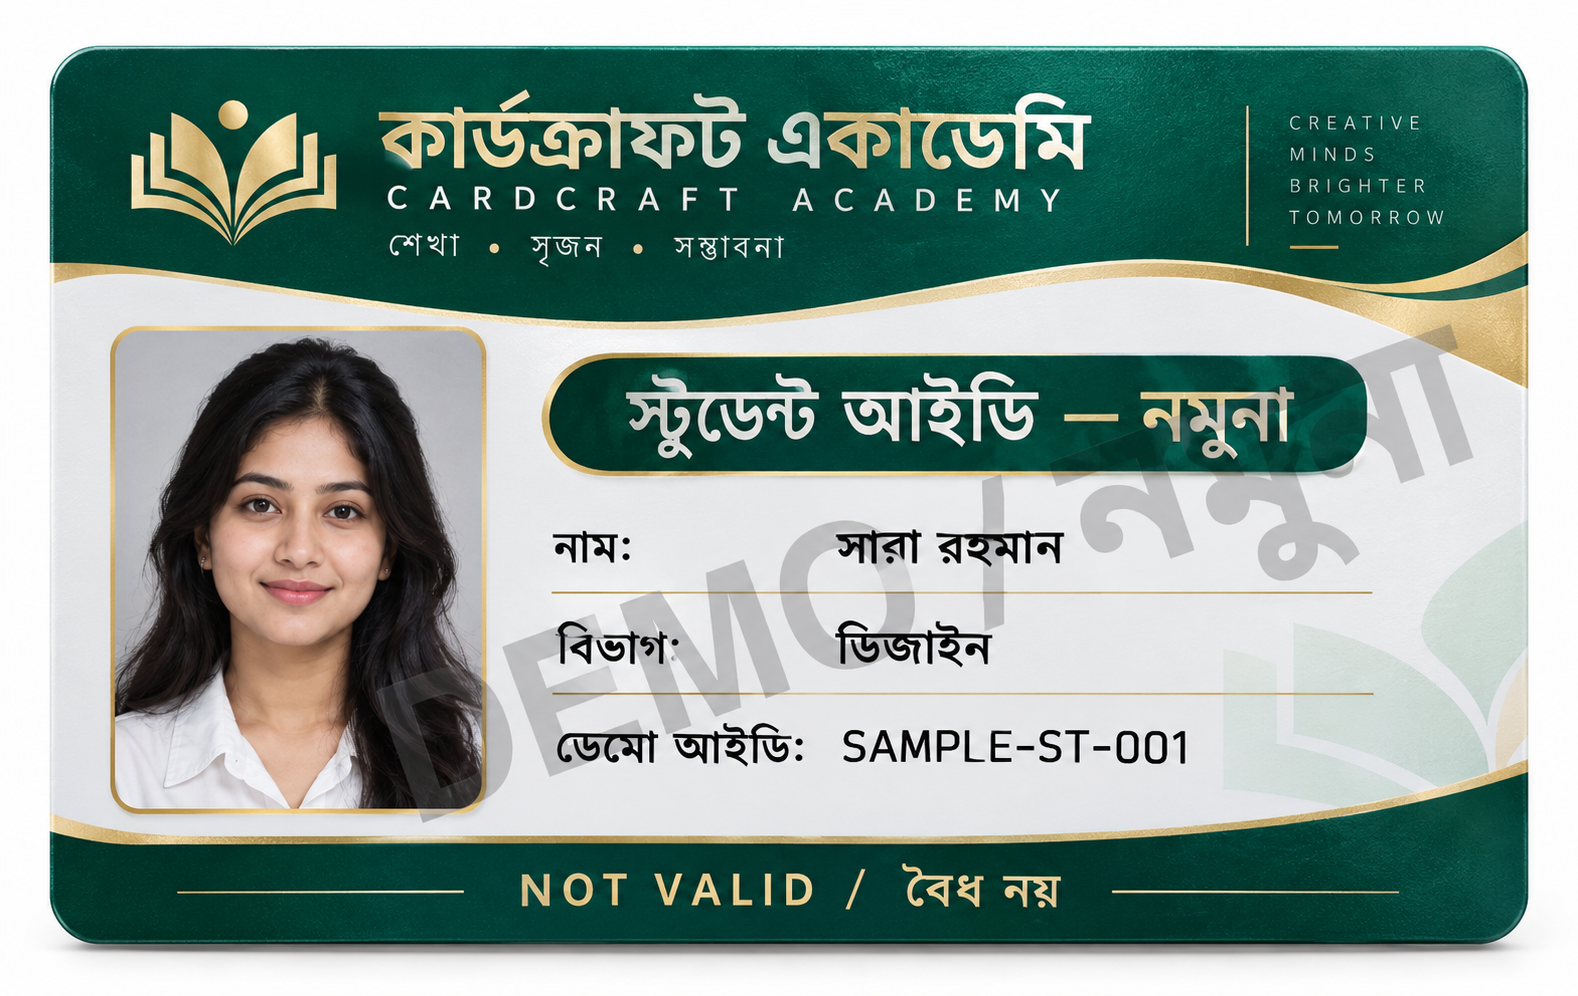 কার্ডক্রাফট একাডেমি
CARDCRAFT ACADEMY
শেখা • সৃজন • সম্ভাবনা
CREATIVE
MINDS
BRIGHTER
TOMORROW
স্টুডেন্ট আইডি — নমুনা
নাম: সারা রহমান
বিভাগ: ডিজাইন
ডেমো আইডি: SAMPLE-ST-001
DEMO / নমুনা
NOT VALID / বৈধ নয়